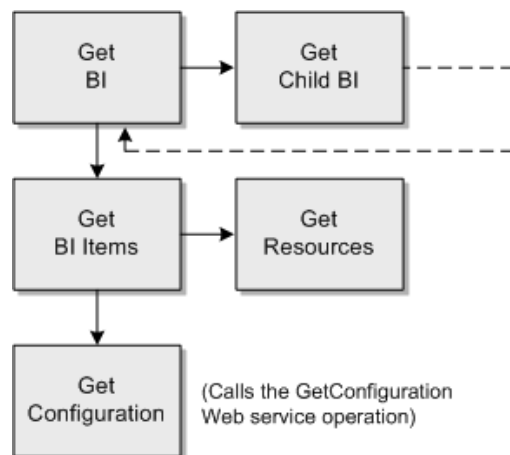 Get
BI
Get
Child BI
Get
BI Items
Get
Resources
Get
Configuration
(Calls the GetConfiguration
Web service operation)